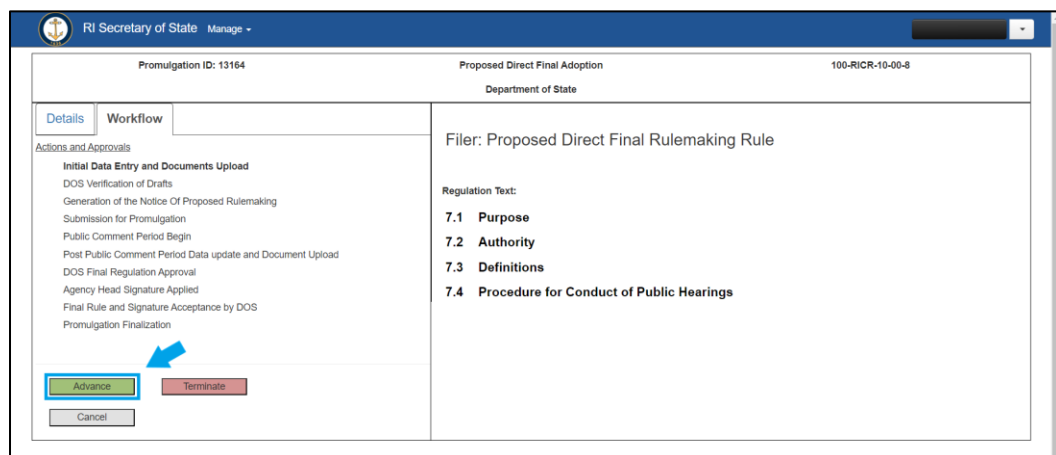 RI Secretary of State Manage
Promulgation ID: 13164 Proposed Direct Final Adoption 100-RICR-10-00-8
Department of State
Details Workflow
Actions and Approvals
Initial Data Entry and Documents Upload
DOS Verification of Drafts
Generation of the Notice Of Proposed Rulemaking
Submission for Promulgation
Public Comment Period Begin
Post Public Comment Period Data update and Document Upload
DOS Final Regulation Approval
Agency Head Signature Applied
Final Rule and Signature Acceptance by DOS
Promulgation Finalization
Advance Terminate
Cancel
Filer: Proposed Direct Final Rulemaking Rule
Regulation Text:
7.1 Purpose
7.2 Authority
7.3 Definitions
7.4 Procedure for Conduct of Public Hearings